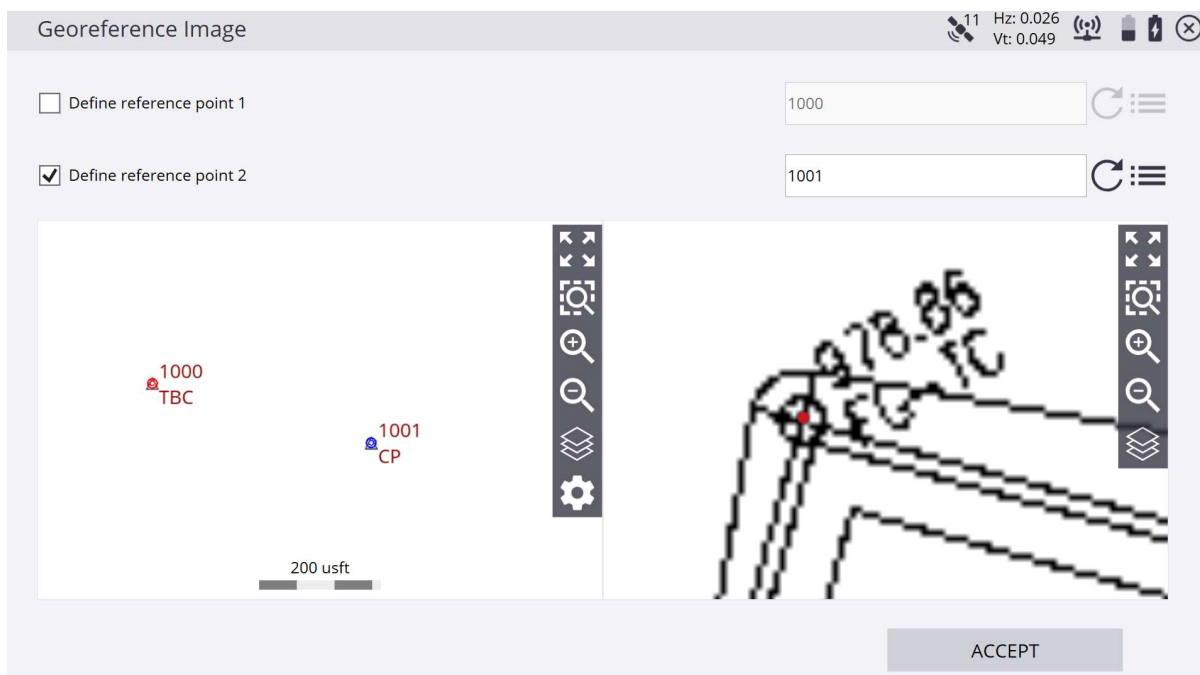 Georeference Image
11
Hz: 0.026
Vt: 0.049
Define reference point 1
1000
Define reference point 2
1001
1000
TBC
1001
CP
200 usft
978.85
TC
ACCEPT